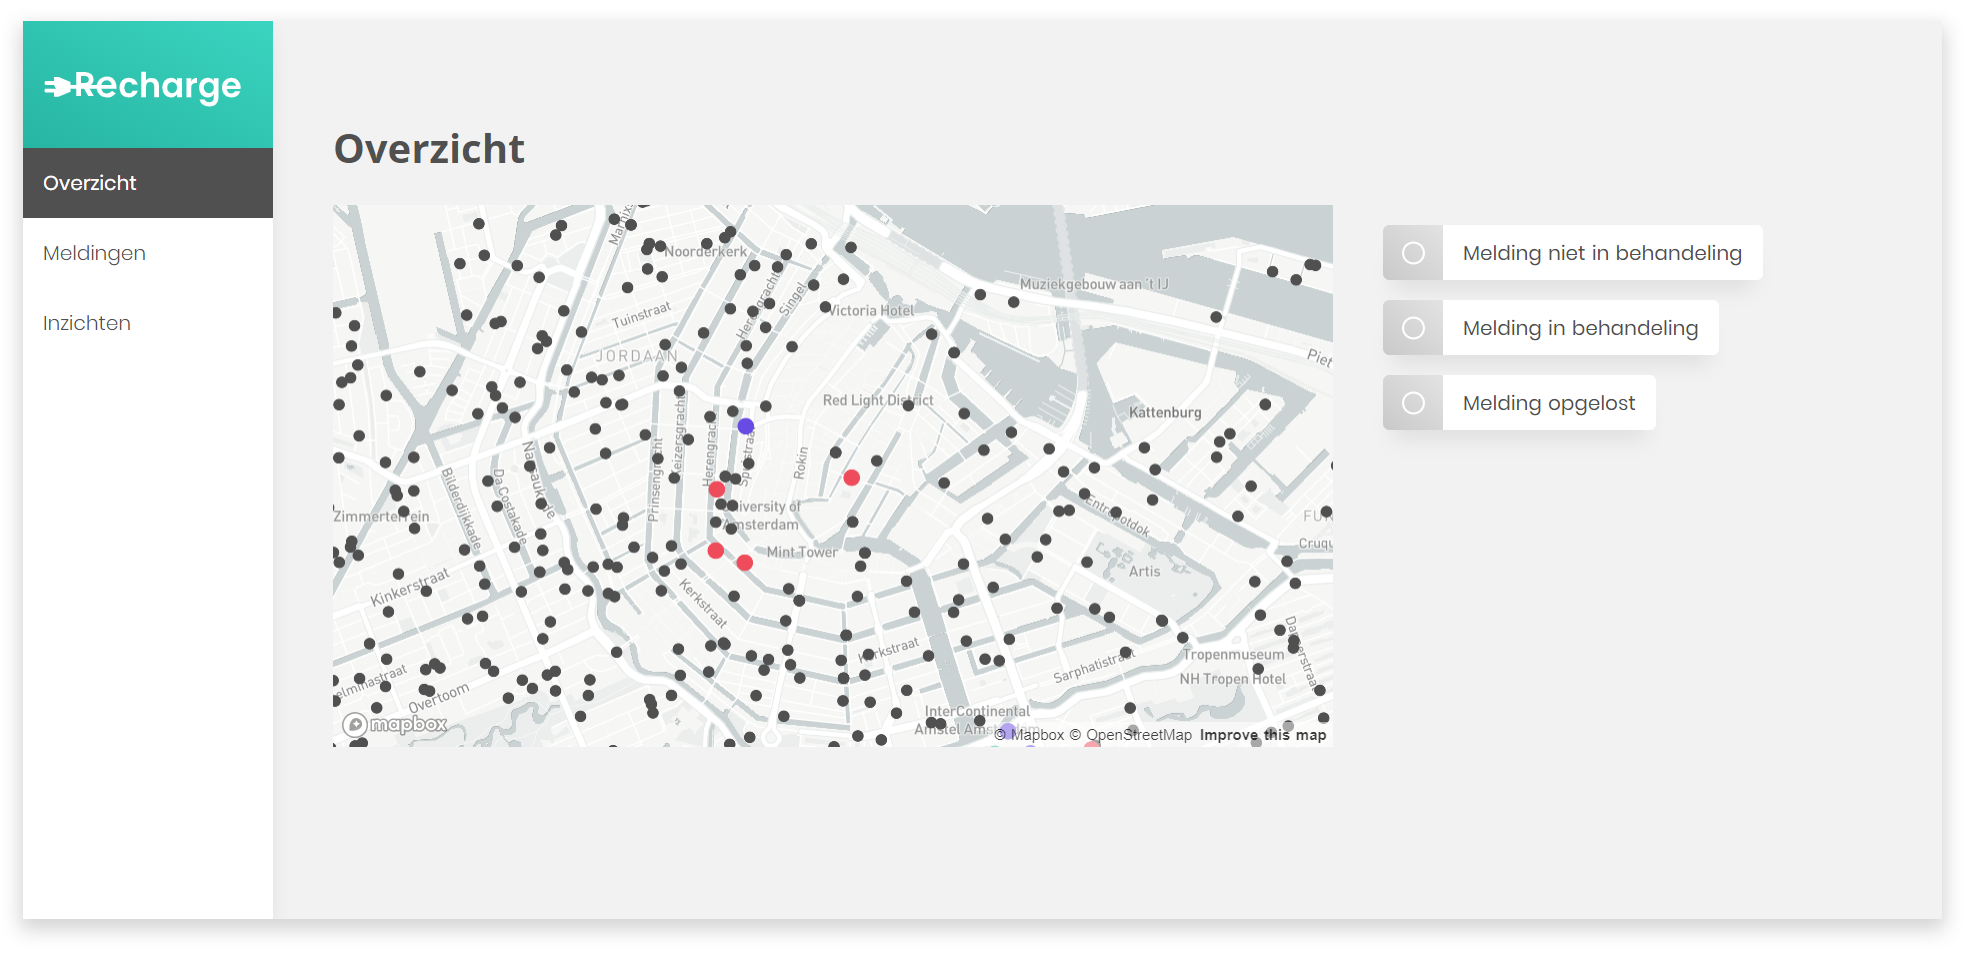 Recharge
Overzicht
Meldingen
Inzichten
Overzicht
Noorderkerk
Muziekgebouw aan 't IJ
Tuinstraat
Herengracht
Singel
Victoria Hotel
JORDAAN
Piet
Red Light District
Kattenburg
Keizersgracht
Herengracht
Prinsengracht
Rokin
Bilderdijkkade
Da Costakade
Nassaukade
Zimmerterrein
University of
Amsterdam
Entrepotdok
Mint Tower
Artis
Kinkerstraat
Kerkstraat
Kerkstraat
Sarphatistraat
Tropenmuseum
NH Tropen Hotel
Overtoom
InterContinental
mapbox
© Mapbox © OpenStreetMap Improve this map
Melding niet in behandeling
Melding in behandeling
Melding opgelost